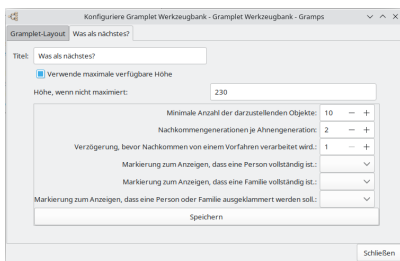 Konfiguriere Gramplet Werkzeugbank - Gramplet Werkzeugbank - Gramps
Gramplet-Layout Was als nächstes?
Titel: Was als nächstes?
Verwende maximale verfügbare Höhe
Höhe, wenn nicht maximiert: 230
Minimale Anzahl der darzustellenden Objekte: 10 − +
Nachkommengenerationen je Ahnengeneration: 2 − +
Verzögerung, bevor Nachkommen von einem Vorfahren verarbeitet wird.: 1 − +
Markierung zum Anzeigen, dass eine Person vollständig ist.:
Markierung zum Anzeigen, dass eine Familie vollständig ist.:
Markierung zum Anzeigen, dass eine Person oder Familie ausgeklammert werden soll.:
Speichern
Schließen